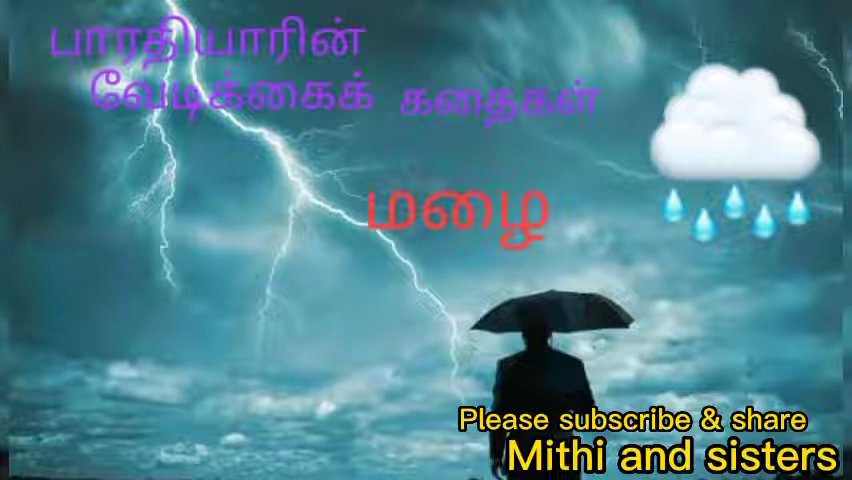 பாரதியாரின்
வேடிக்கைக் கதைகள்
மழை
Please subscribe & share
Mithi and sisters